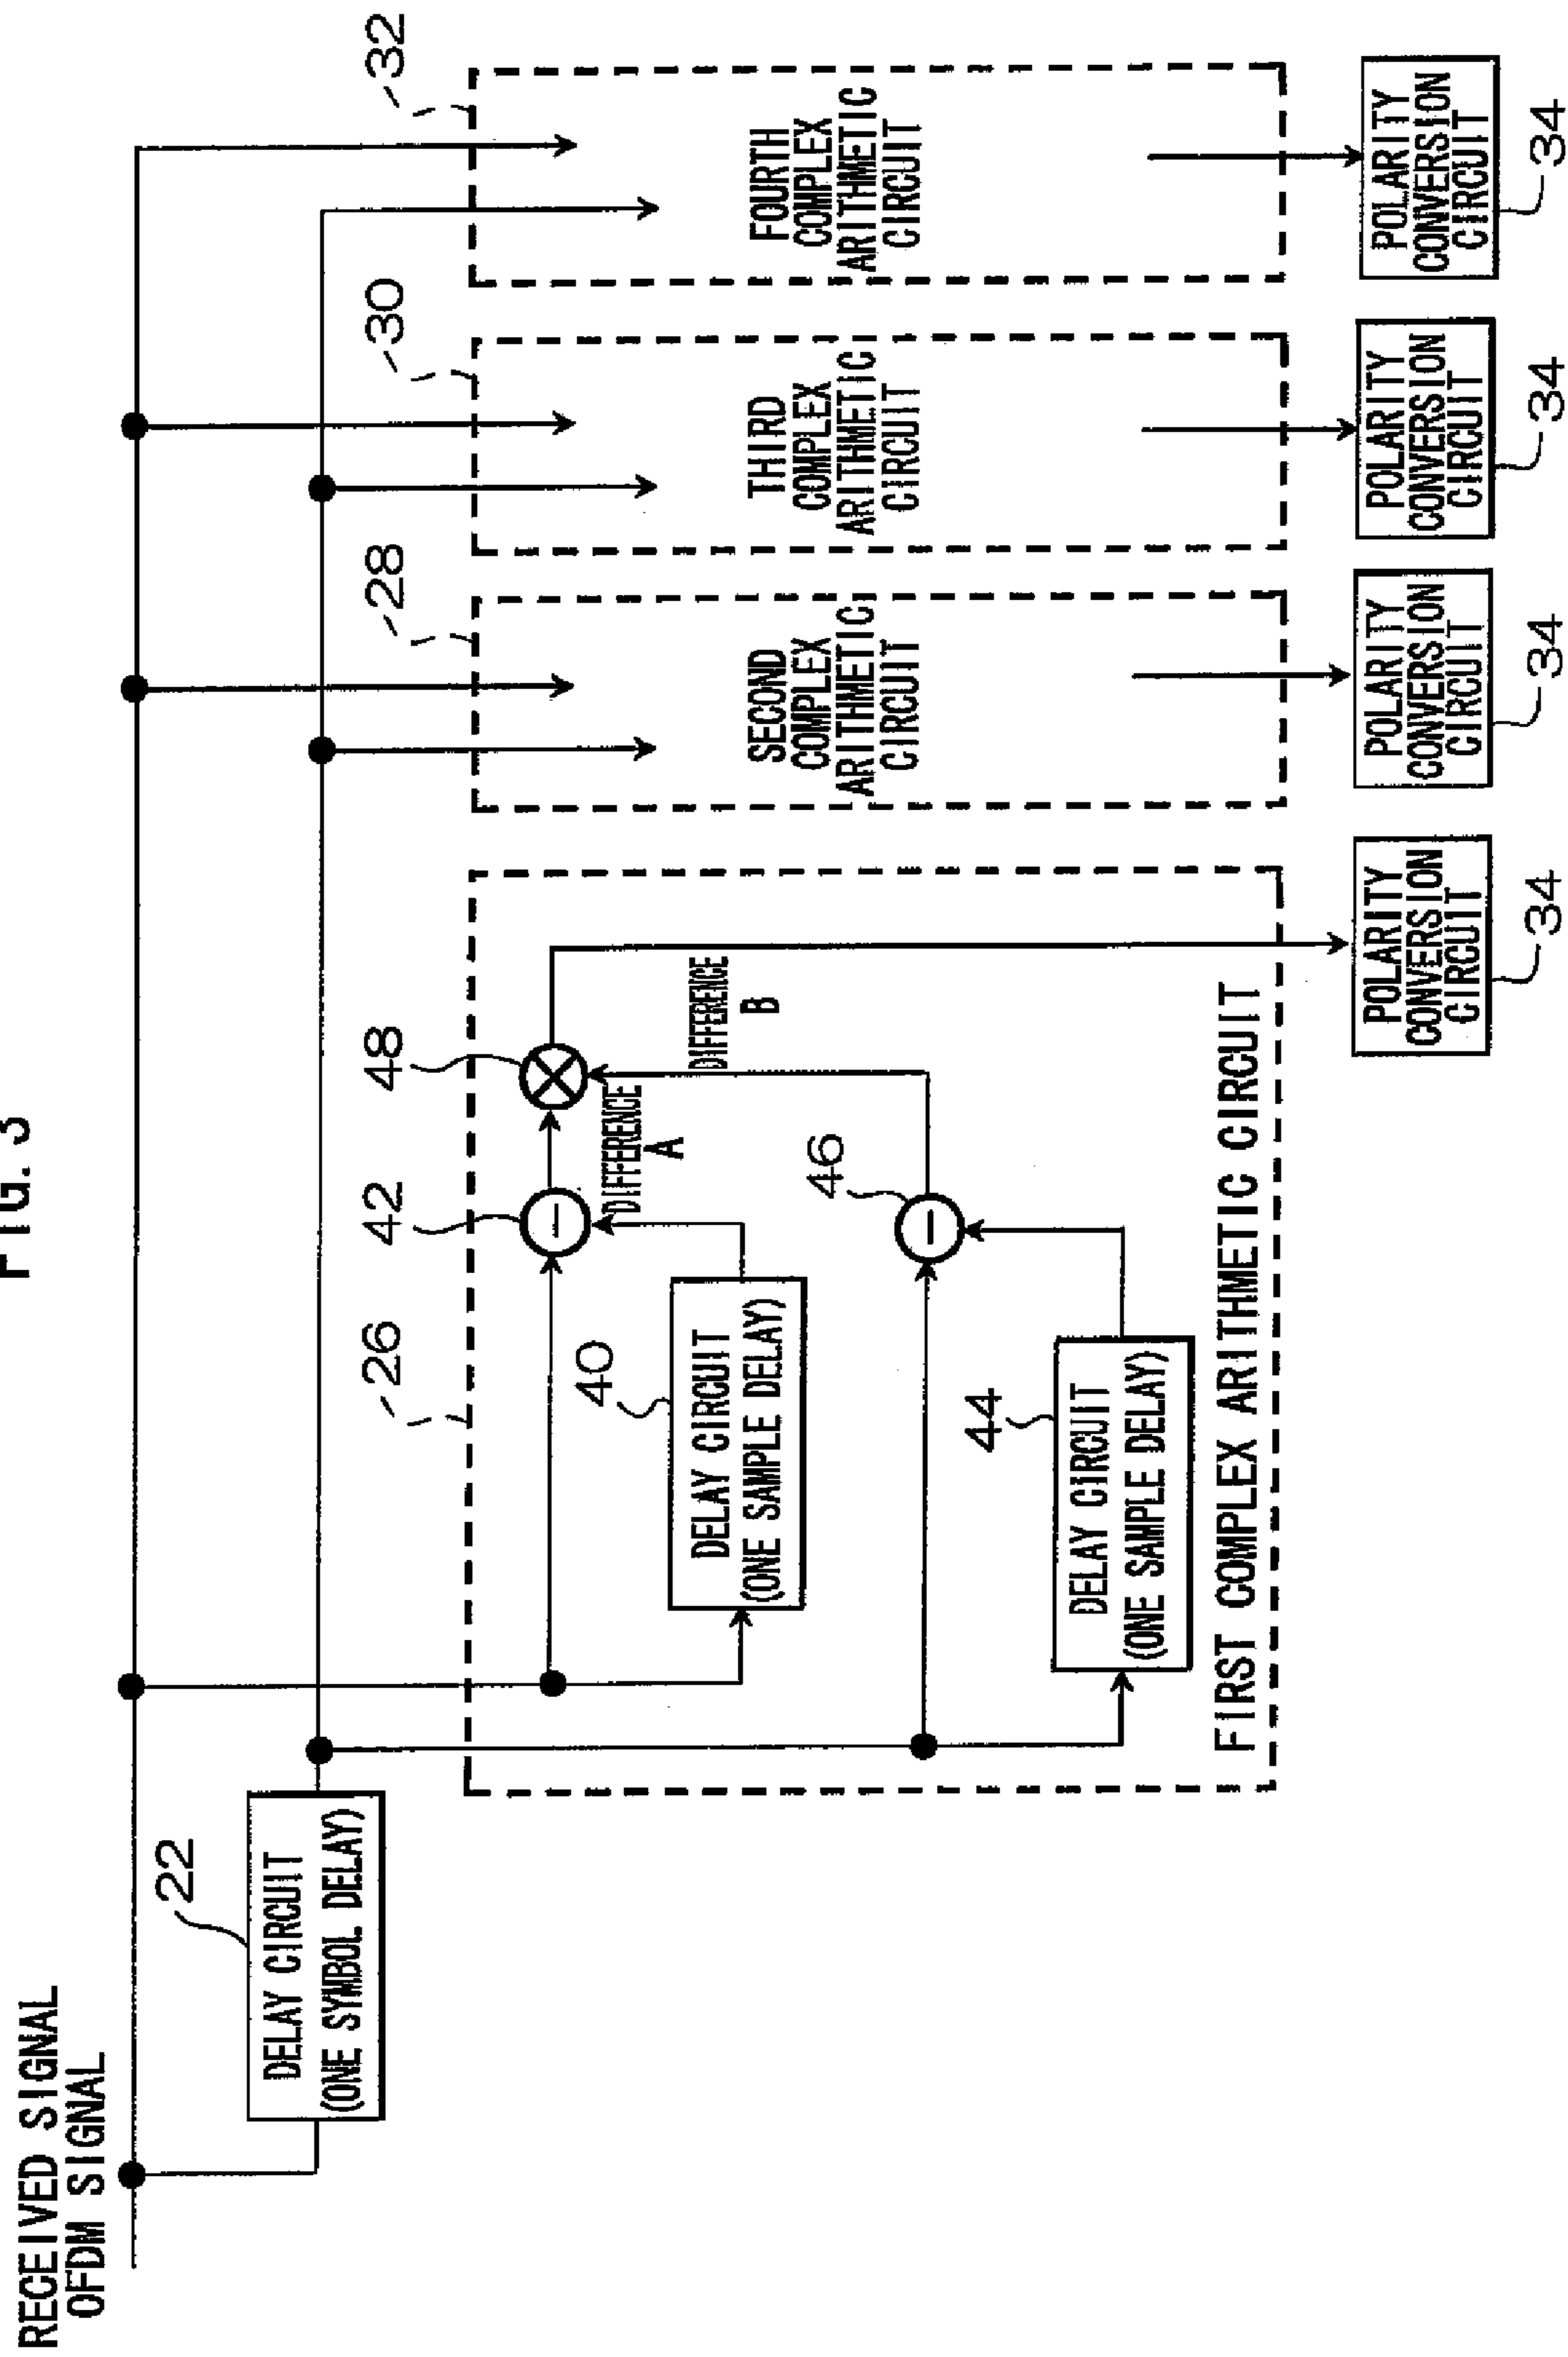 FIG. 3
RECEIVED SIGNAL
OFDM SIGNAL
22
DELAY CIRCUIT
(ONE SYMBOL DELAY)
26
28
30
32
42
48
40
DELAY CIRCUIT
(ONE SAMPLE DELAY)
DIFFERENCE
A
DIFFERENCE
B
46
44
DELAY CIRCUIT
(ONE SAMPLE DELAY)
FIRST COMPLEX ARITHMETIC CIRCUIT
SECOND
COMPLEX
ARITHMETIC
CIRCUIT
THIRD
COMPLEX
ARITHMETIC
CIRCUIT
FOURTH
COMPLEX
ARITHMETIC
CIRCUIT
POLARITY
CONVERSION
CIRCUIT
34
POLARITY
CONVERSION
CIRCUIT
34
POLARITY
CONVERSION
CIRCUIT
34
POLARITY
CONVERSION
CIRCUIT
34